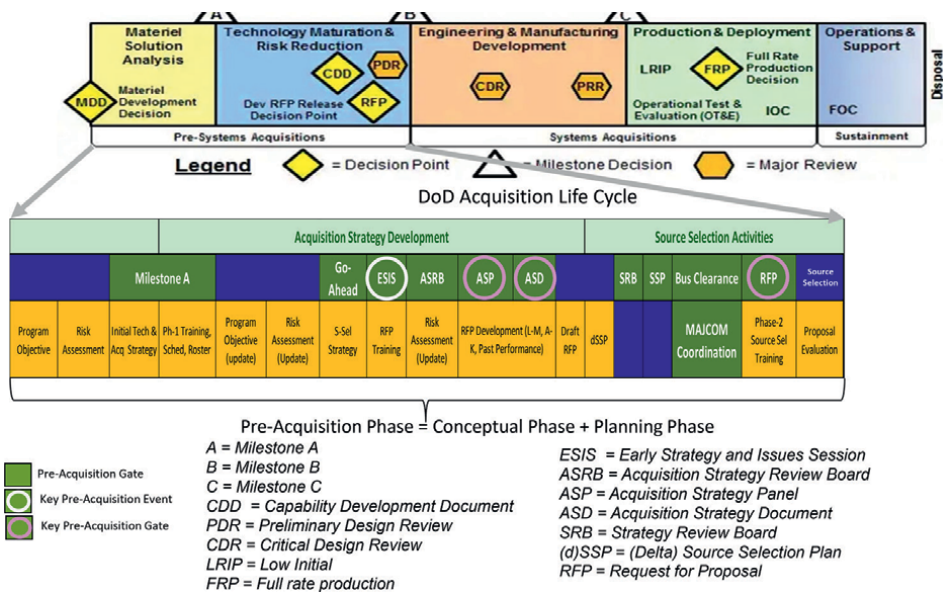 A
B
C
Materiel
Solution
Analysis
Technology Maturation &
Risk Reduction
Engineering & Manufacturing
Development
Production & Deployment
Operations &
Support
Disposal
MDD
Materiel
Development
Decision
CDD
PDR
Dev RFP Release
Decision Point
RFP
CDR
PRR
LRIP
FRP
Full Rate
Production
Decision
Operational Test &
Evaluation (OT&E)
IOC
FOC
Pre-Systems Acquisitions
Systems Acquisitions
Sustainment
Legend
= Decision Point
= Milestone Decision
= Major Review
DoD Acquisition Life Cycle
Acquisition Strategy Development
Source Selection Activities
Milestone A
Go-
Ahead
ESIS
ASRB
ASP
ASD
SRB
SSP
Bus Clearance
RFP
Source
Selection
Program
Objective
Risk
Assessment
Initial Tech &
Acq Strategy
Ph-1 Training,
Sched, Roster
Program
Objective
(update)
Risk
Assessment
(Update)
S-Sel
Strategy
RFP
Training
Risk
Assessment
(Update)
RFP Development (L-M, A-
K, Past Performance)
Draft
RFP
dSSP
MAJCOM
Coordination
Phase-2
Source Sel
Training
Proposal
Evaluation
Pre-Acquisition Phase = Conceptual Phase + Planning Phase
Pre-Acquisition Gate
Key Pre-Acquisition Event
Key Pre-Acquisition Gate
A = Milestone A
B = Milestone B
C = Milestone C
CDD = Capability Development Document
PDR = Preliminary Design Review
CDR = Critical Design Review
LRIP = Low Initial
FRP = Full rate production
ESIS = Early Strategy and Issues Session
ASRB = Acquisition Strategy Review Board
ASP = Acquisition Strategy Panel
ASD = Acquisition Strategy Document
SRB = Strategy Review Board
(d)SSP = (Delta) Source Selection Plan
RFP = Request for Proposal